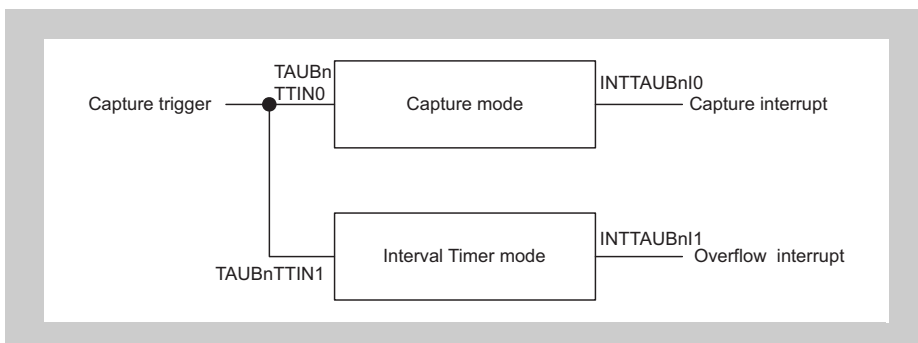 TAUBn
TTIN0
INTTAUBnI0
Capture trigger
Capture mode
Capture interrupt
INTTAUBnI1
Interval Timer mode
Overflow interrupt
TAUBnTTIN1